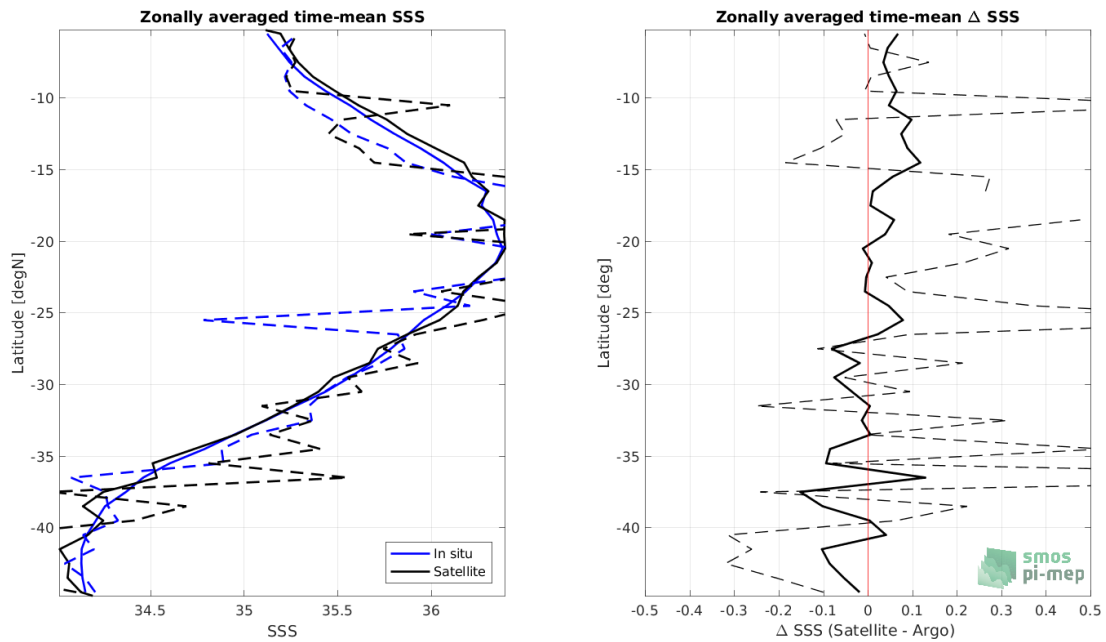 Zonally averaged time-mean SSS
Latitude [degN]
-10
-15
-20
-25
-30
-35
-40
34.5
35
35.5
36
SSS
In situ
Satellite
Zonally averaged time-mean Δ SSS
Latitude [deg]
-10
-15
-20
-25
-30
-35
-40
-0.5
-0.4
-0.3
-0.2
-0.1
0
0.1
0.2
0.3
0.4
0.5
Δ SSS (Satellite - Argo)
smos
pi-mep